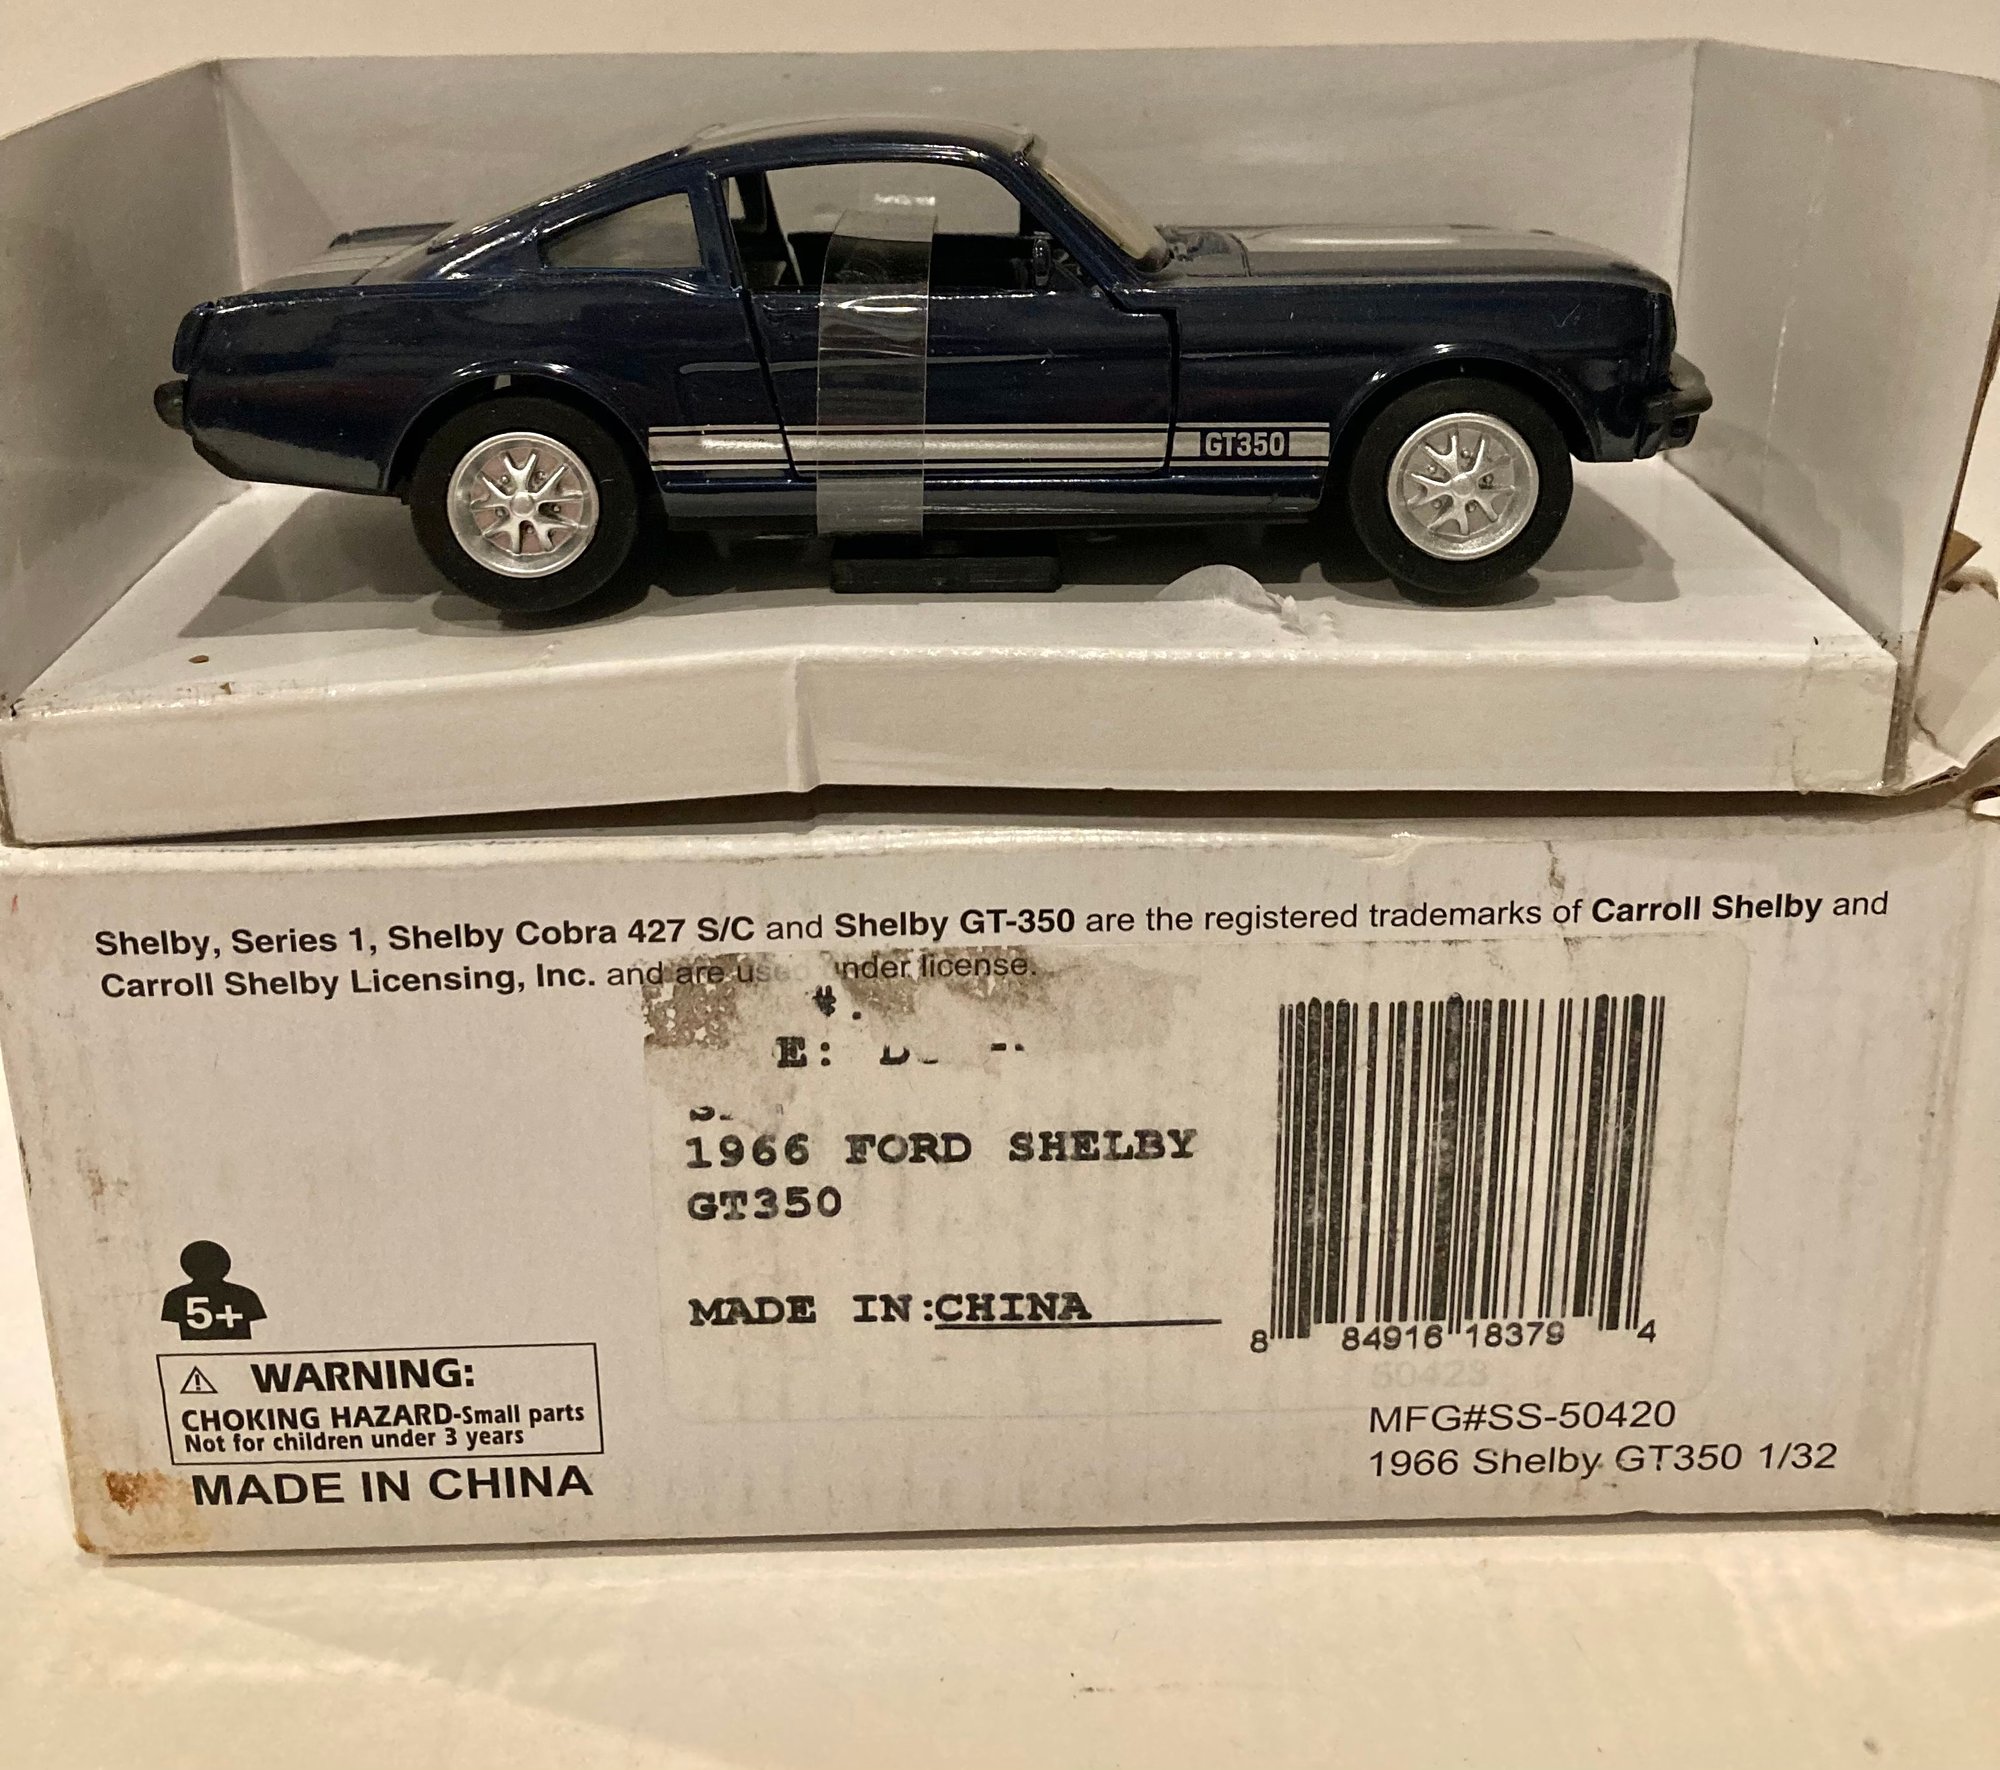 GT350
Shelby, Series 1, Shelby Cobra 427 S/C and Shelby GT-350 are the registered trademarks of Carroll Shelby and
Carroll Shelby Licensing, Inc. and are used under license.
#.
E:
1966 FORD SHELBY
GT350
MADE IN:CHINA
8 84916 18379 4
MFG#SS-50420
1966 Shelby GT350 1/32
5+
WARNING:
CHOKING HAZARD-Small parts
Not for children under 3 years
MADE IN CHINA